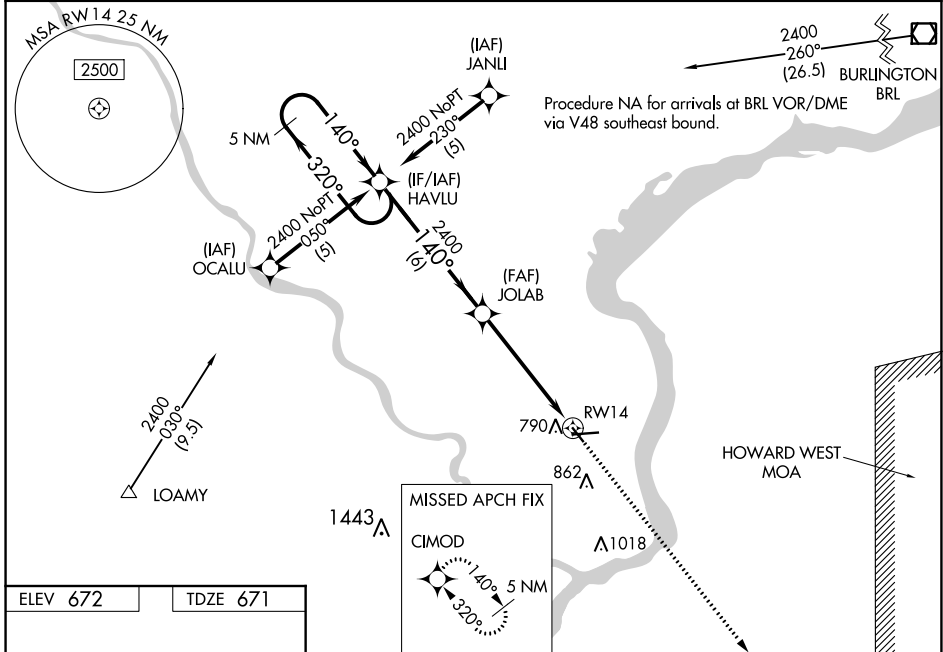 MSA RW14 25 NM
2500
(IAF)
JANLI
2400 NoPT
230°
(5)
2400
260°
(26.5)
BURLINGTON
BRL
Procedure NA for arrivals at BRL VOR/DME
via V48 southeast bound.
5 NM
140°
320°
(IF/IAF)
HAVLU
2400 NoPT
050°
(5)
(IAF)
OCALU
2400
140°
(6)
(FAF)
JOLAB
2400
030°
(9.5)
LOAMY
790
RW14
862
1018
1443
HOWARD WEST
MOA
MISSED APCH FIX
CIMOD
140°
320°
5 NM
ELEV 672
TDZE 671